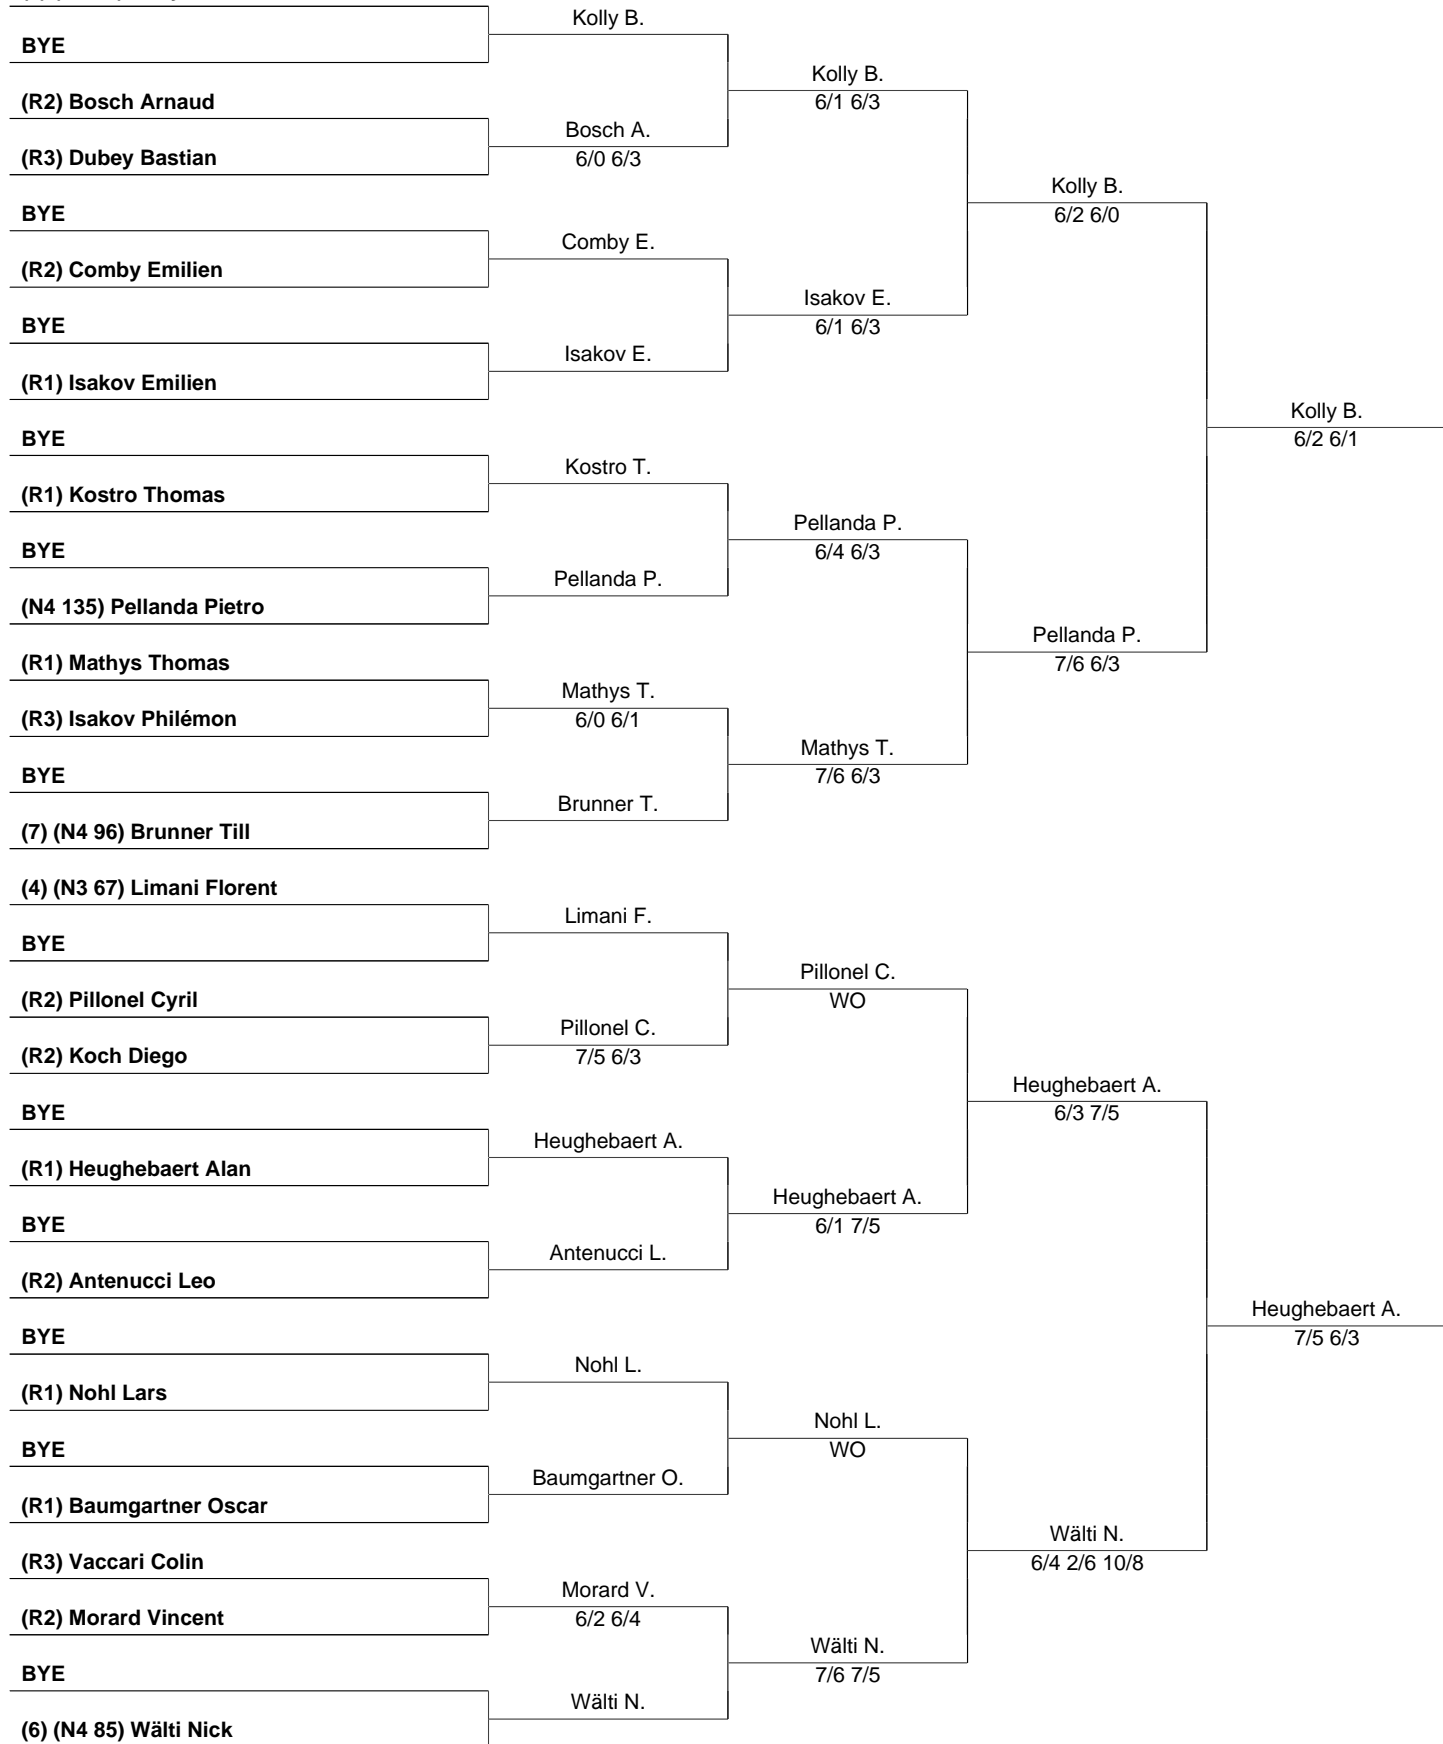 Kolly B.
BYE
Kolly B.
(R2) Bosch Arnaud
6/1 6/3
Bosch A.
(R3) Dubey Bastian
6/0 6/3
Kolly B.
BYE
6/2 6/0
Comby E.
(R2) Comby Emilien
Isakov E.
BYE
6/1 6/3
Isakov E.
(R1) Isakov Emilien
Kolly B.
BYE
6/2 6/1
Kostro T.
(R1) Kostro Thomas
Pellanda P.
BYE
6/4 6/3
Pellanda P.
(N4 135) Pellanda Pietro
Pellanda P.
(R1) Mathys Thomas
7/6 6/3
Mathys T.
(R3) Isakov Philémon
6/0 6/1
Mathys T.
BYE
7/6 6/3
Brunner T.
(7) (N4 96) Brunner Till
(4) (N3 67) Limani Florent
Limani F.
BYE
Pillonel C.
(R2) Pillonel Cyril
WO
Pillonel C.
(R2) Koch Diego
7/5 6/3
Heughebaert A.
BYE
6/3 7/5
Heughebaert A.
(R1) Heughebaert Alan
Heughebaert A.
BYE
6/1 7/5
Antenucci L.
(R2) Antenucci Leo
Heughebaert A.
BYE
7/5 6/3
Nohl L.
(R1) Nohl Lars
Nohl L.
BYE
WO
Baumgartner O.
(R1) Baumgartner Oscar
Wälti N.
(R3) Vaccari Colin
6/4 2/6 10/8
Morard V.
(R2) Morard Vincent
6/2 6/4
Wälti N.
BYE
7/6 7/5
Wälti N.
(6) (N4 85) Wälti Nick